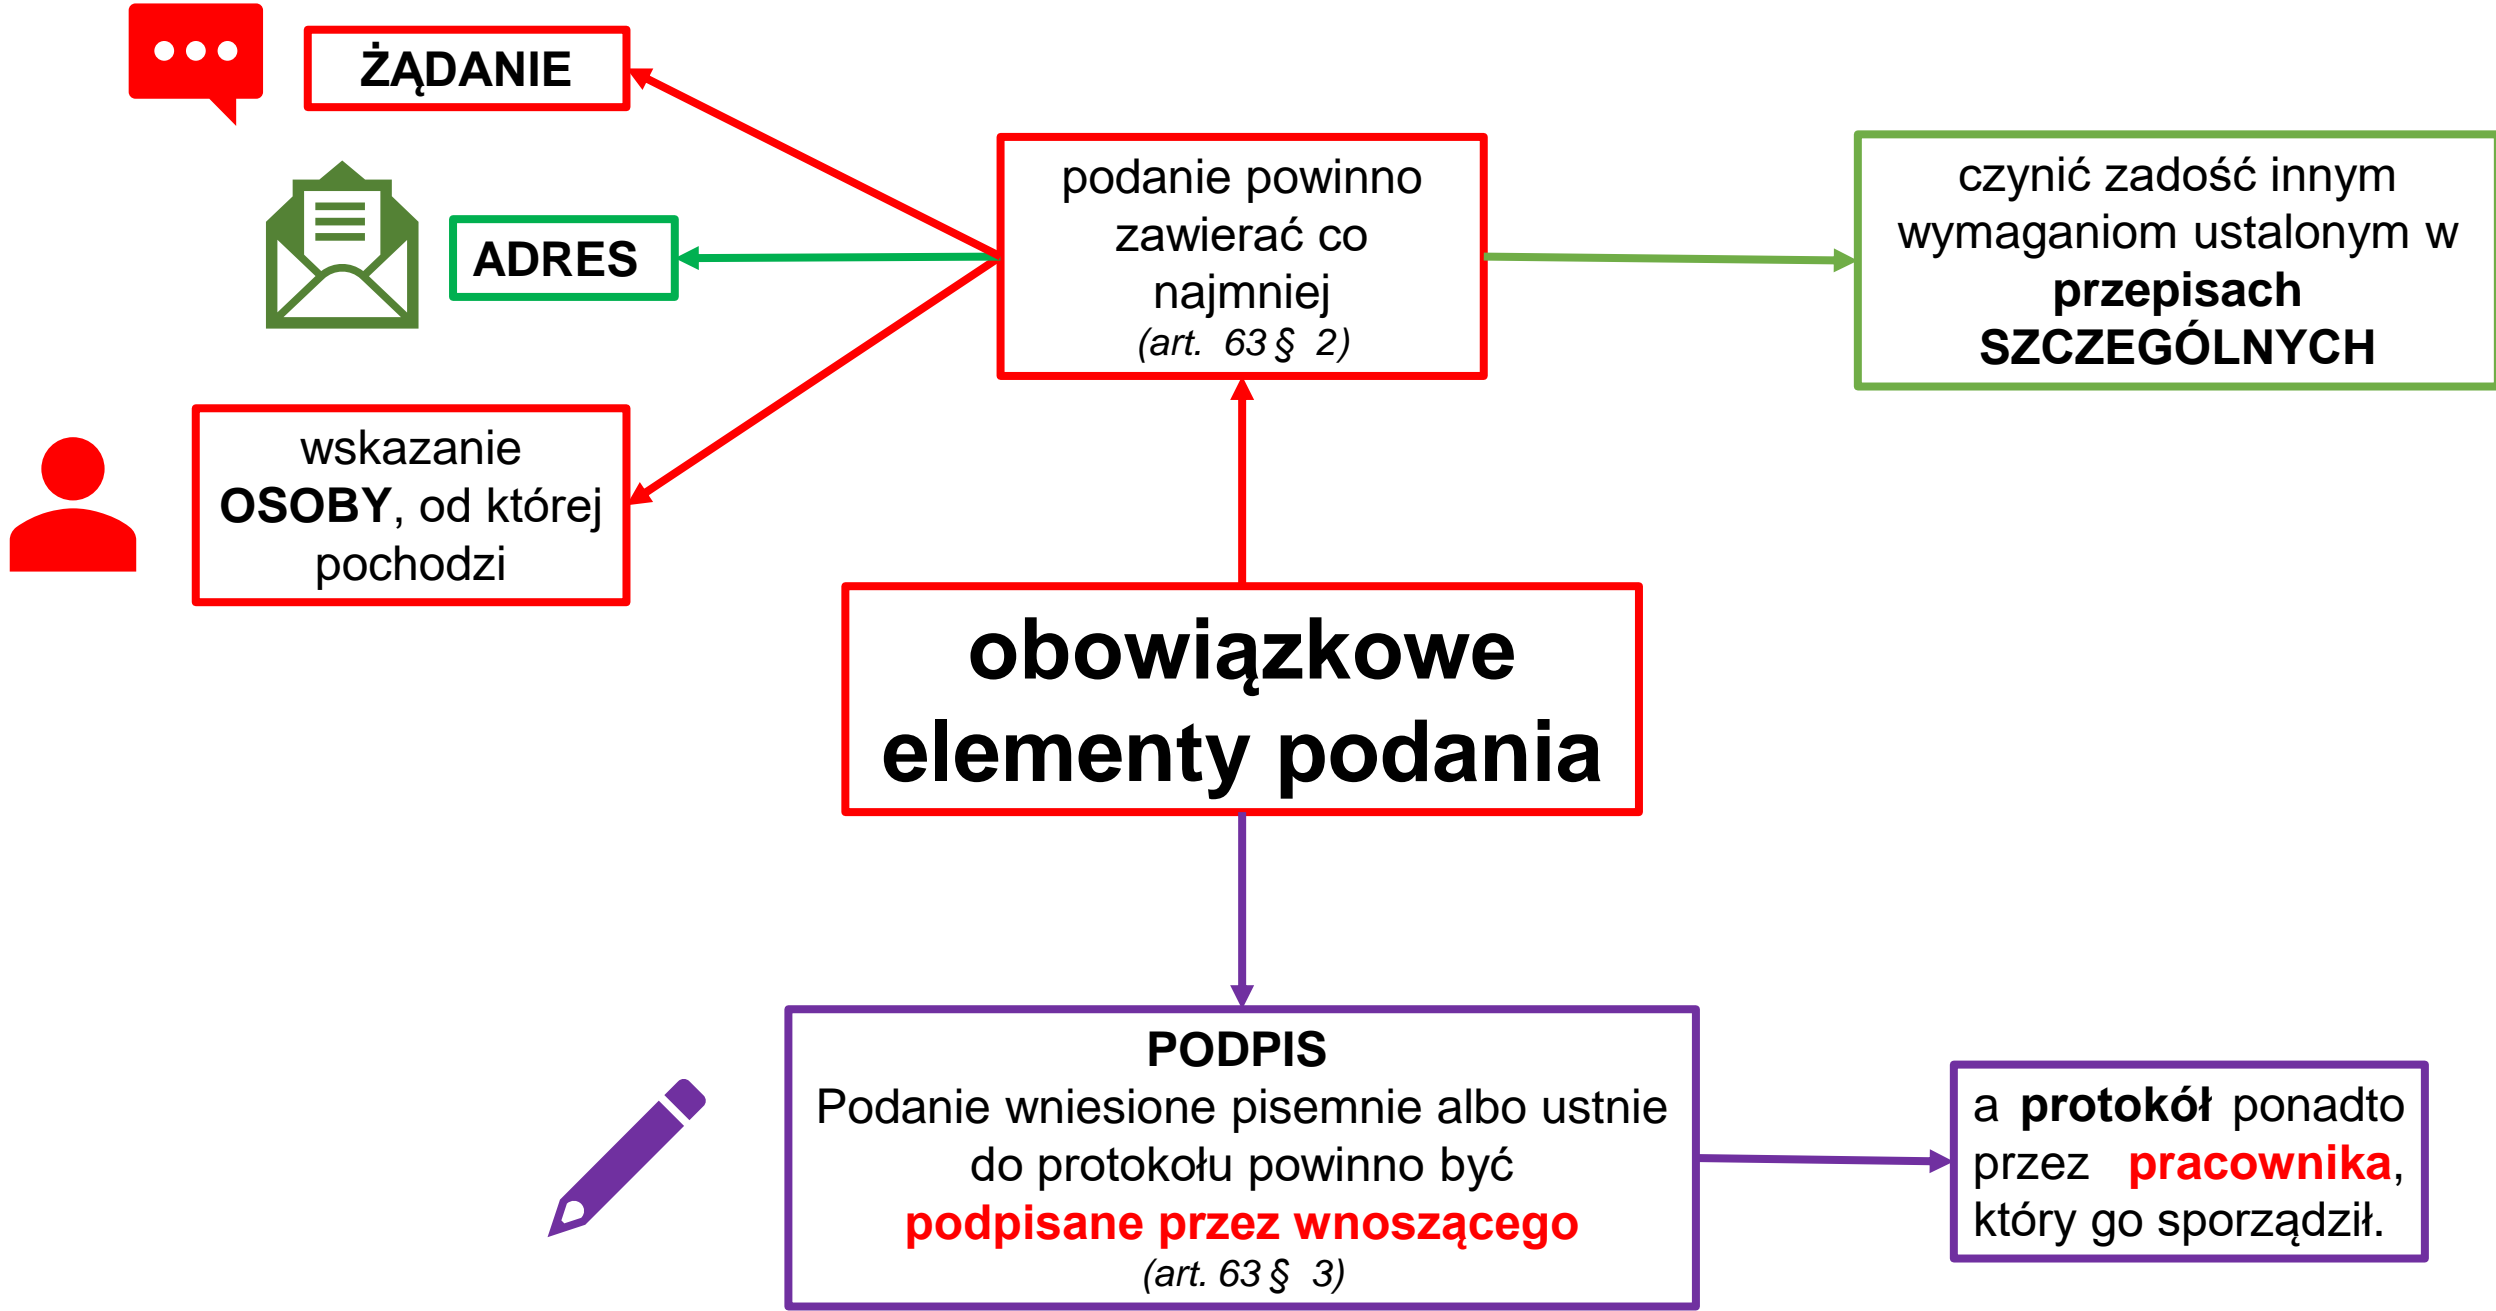 ŻĄDANIE
ADRES
wskazanie
OSOBY, od której
pochodzi
podanie powinno
zawierać co
najmniej
(art. 63 § 2)
czynić zadość innym
wymaganiom ustalonym w
przepisach
SZCZEGÓLNYCH
obowiązkowe
elementy podania
PODPIS
Podanie wniesione pisemnie albo ustnie
do protokołu powinno być
podpisane przez wnoszącego
(art. 63 § 3)
a protokół ponadto
przez pracownika,
który go sporządził.